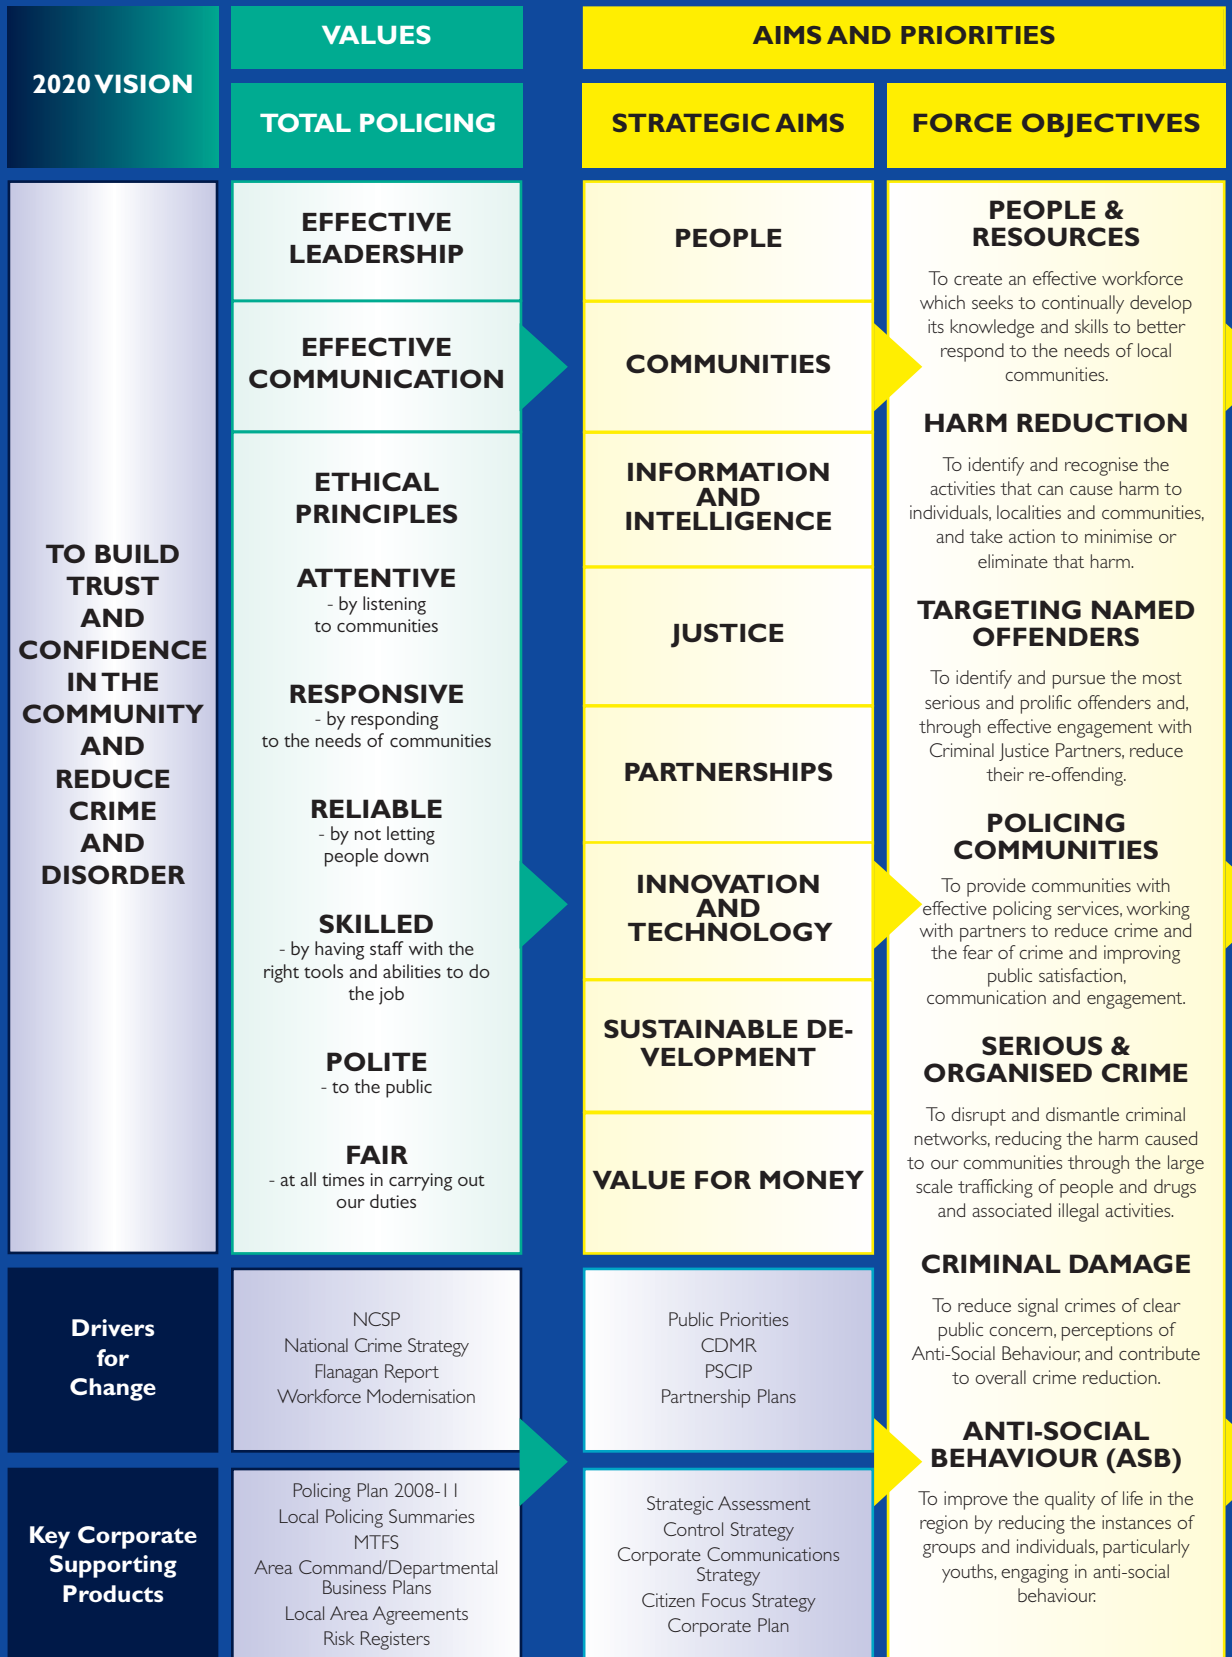 2020 VISION
VALUES
TOTAL POLICING
AIMS AND PRIORITIES
STRATEGIC AIMS
FORCE OBJECTIVES
TO BUILD
TRUST
AND
CONFIDENCE
IN THE
COMMUNITY
AND
REDUCE
CRIME
AND
DISORDER
EFFECTIVE
LEADERSHIP
EFFECTIVE
COMMUNICATION
ETHICAL
PRINCIPLES
ATTENTIVE
- by listening
to communities
RESPONSIVE
- by responding
to the needs of communities
RELIABLE
- by not letting
people down
SKILLED
- by having staff with the
right tools and abilities to do
the job
POLITE
- to the public
FAIR
- at all times in carrying out
our duties
PEOPLE
COMMUNITIES
INFORMATION
AND
INTELLIGENCE
JUSTICE
PARTNERSHIPS
INNOVATION
AND
TECHNOLOGY
SUSTAINABLE DE-
VELOPMENT
VALUE FOR MONEY
PEOPLE &
RESOURCES
To create an effective workforce
which seeks to continually develop
its knowledge and skills to better
respond to the needs of local
communities.
HARM REDUCTION
To identify and recognise the
activities that can cause harm to
individuals, localities and communities,
and take action to minimise or
eliminate that harm.
TARGETING NAMED
OFFENDERS
To identify and pursue the most
serious and prolific offenders and,
through effective engagement with
Criminal Justice Partners, reduce
their re-offending.
POLICING
COMMUNITIES
To provide communities with
effective policing services, working
with partners to reduce crime and
the fear of crime and improving
public satisfaction,
communication and engagement.
SERIOUS &
ORGANISED CRIME
To disrupt and dismantle criminal
networks, reducing the harm caused
to our communities through the large
scale trafficking of people and drugs
and associated illegal activities.
CRIMINAL DAMAGE
To reduce signal crimes of clear
public concern, perceptions of
Anti-Social Behaviour, and contribute
to overall crime reduction.
ANTI-SOCIAL
BEHAVIOUR (ASB)
To improve the quality of life in the
region by reducing the instances of
groups and individuals, particularly
youths, engaging in anti-social
behaviour.
Drivers
for
Change
NCSP
National Crime Strategy
Flanagan Report
Workforce Modernisation
Public Priorities
CDMR
PSCIP
Partnership Plans
Key Corporate
Supporting
Products
Policing Plan 2008-11
Local Policing Summaries
MTFS
Area Command/Departmental
Business Plans
Local Area Agreements
Risk Registers
Strategic Assessment
Control Strategy
Corporate Communications
Strategy
Citizen Focus Strategy
Corporate Plan